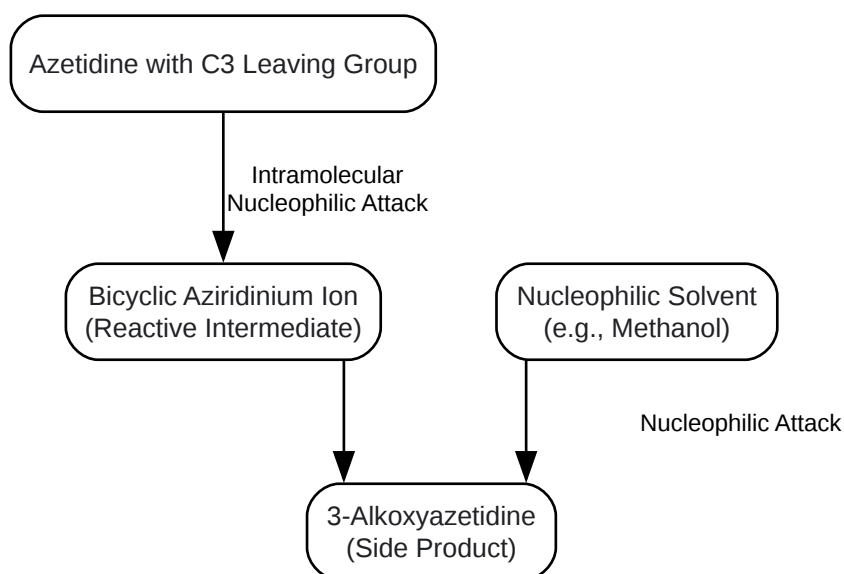 Azetidine with C3 Leaving Group
Intramolecular
Nucleophilic Attack
Bicyclic Aziridinium Ion
(Reactive Intermediate)
Nucleophilic Solvent
(e.g., Methanol)
Nucleophilic Attack
3-Alkoxyazetidine
(Side Product)